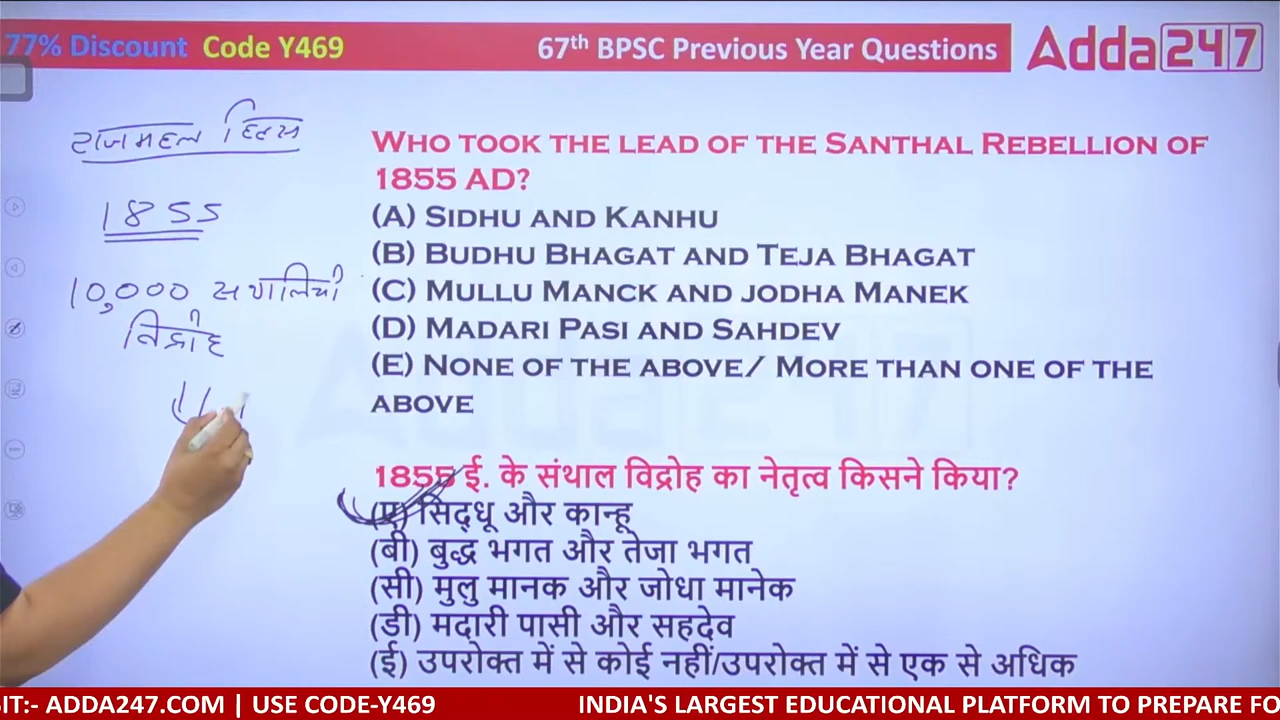 77% Discount Code Y469
67th BPSC Previous Year Questions
Adda247
राजमहल
1855
10,000
विद्रोह
WHO TOOK THE LEAD OF THE SANTHAL REBELLION OF
1855 AD?
(A) SIDHU AND KANHU
(B) BUDHU BHAGAT AND TEJA BHAGAT
(C) MULLU MANCK AND JODHA MANEK
(D) MADARI PASI AND SAHDEV
(E) NONE OF THE ABOVE/ MORE THAN ONE OF THE
ABOVE
1855 ई. के संथाल विद्रोह का नेतृत्व किसने किया?
(ए) सिद्धू और कान्हू
(बी) बुद्ध भगत और तेजा भगत
(सी) मुलु मानक और जोधा मानेक
(डी) मदारी पासी और सहदेव
(ई) उपरोक्त में से कोई नहीं/उपरोक्त में से एक से अधिक
SIT:- ADDA247.COM | USE CODE-Y469
INDIA'S LARGEST EDUCATIONAL PLATFORM TO PREPARE FO